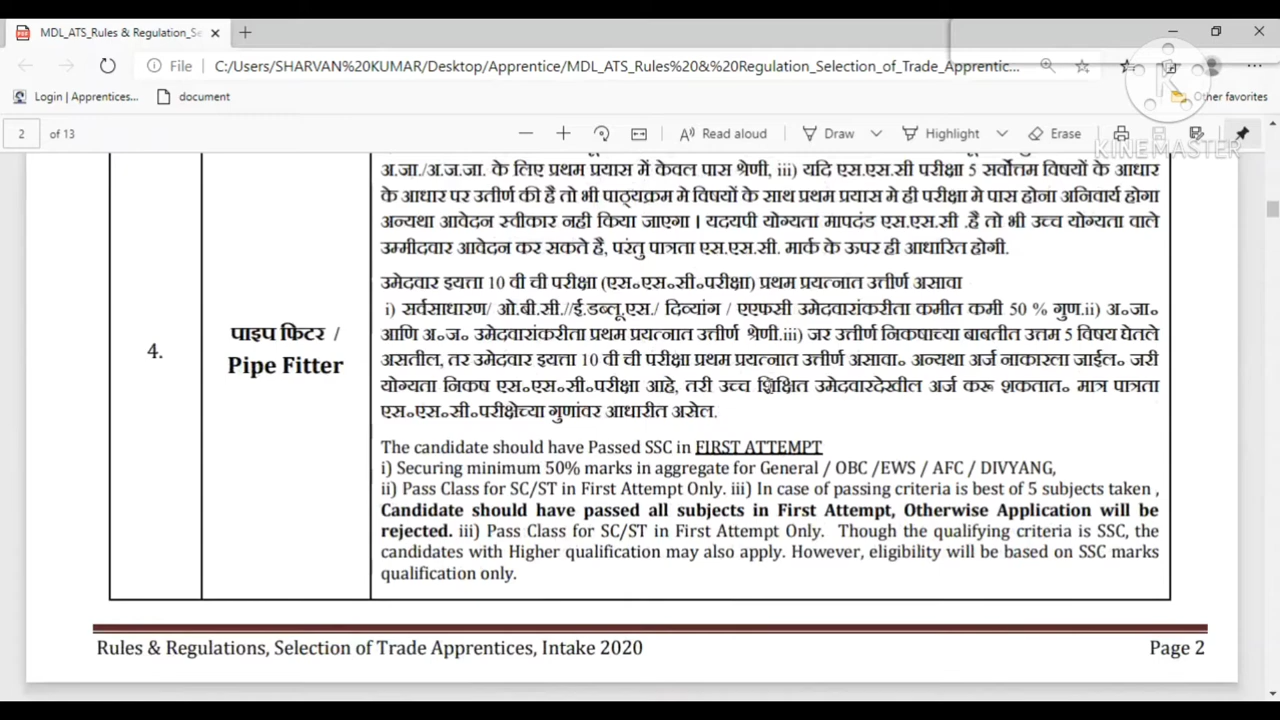 MDL_ATS_Rules & Regulation_Se
File C:/Users/SHARVAN%20KUMAR/Desktop/Apprentice/MDL_ATS_Rules%20&%20Regulation_Selection_of_Trade_Apprentic...
Login | Apprentices... document Other favorites
2 of 13 Read aloud Draw Highlight Erase
KINEMASTER
अ.जा./अ.ज.जा. के लिए प्रथम प्रयास में केवल पास श्रेणी, iii) यदि एस.एस.सी परीक्षा 5 सर्वोत्तम विषयों के आधार
के आधार पर उतीर्ण की है तो भी पाठ्यक्रम मे विषयों के साथ प्रथम प्रयास मे ही परीक्षा मे पास होना अनिवार्य होगा
अन्यथा आवेदन स्वीकार नही किया जाएगा । यदयपी योग्यता मापदंड एस.एस.सी .है तो भी उच्च योग्यता वाले
उम्मीदवार आवेदन कर सकते है, परंतु पात्रता एस.एस.सी. मार्क के ऊपर ही आधारित होगी.
उमेदवार इयत्ता 10 वी ची परीक्षा (एस॰एस॰सी॰परीक्षा) प्रथम प्रयत्नात उत्तीर्ण असावा
i) सर्वसाधारण/ ओ.बी.सी.//ई.डब्लू.एस./ दिव्यांग / एएफसी उमेदवारांकरीता कमीत कमी 50 % गुण.ii) अ॰जा॰
आणि अ॰ज॰ उमेदवारांकरीता प्रथम प्रयत्नात उत्तीर्ण श्रेणी.iii) जर उत्तीर्ण निकषाच्या बाबतीत उत्तम 5 विषय घेतले
असतील, तर उमेदवार इयत्ता 10 वी ची परीक्षा प्रथम प्रयत्नात उत्तीर्ण असावा॰ अन्यथा अर्ज नाकारला जाईल॰ जरी
योग्यता निकष एस॰एस॰सी॰परीक्षा आहे, तरी उच्च शिक्षित उमेदवारदेखील अर्ज करू शकतात॰ मात्र पात्रता
एस॰एस॰सी॰परीक्षेच्या गुणांवर आधारीत असेल.
4.
पाइप फिटर /
Pipe Fitter
The candidate should have Passed SSC in FIRST ATTEMPT
i) Securing minimum 50% marks in aggregate for General / OBC /EWS / AFC / DIVYANG,
ii) Pass Class for SC/ST in First Attempt Only. iii) In case of passing criteria is best of 5 subjects taken ,
Candidate should have passed all subjects in First Attempt, Otherwise Application will be
rejected. iii) Pass Class for SC/ST in First Attempt Only. Though the qualifying criteria is SSC, the
candidates with Higher qualification may also apply. However, eligibility will be based on SSC marks
qualification only.
Rules & Regulations, Selection of Trade Apprentices, Intake 2020 Page 2